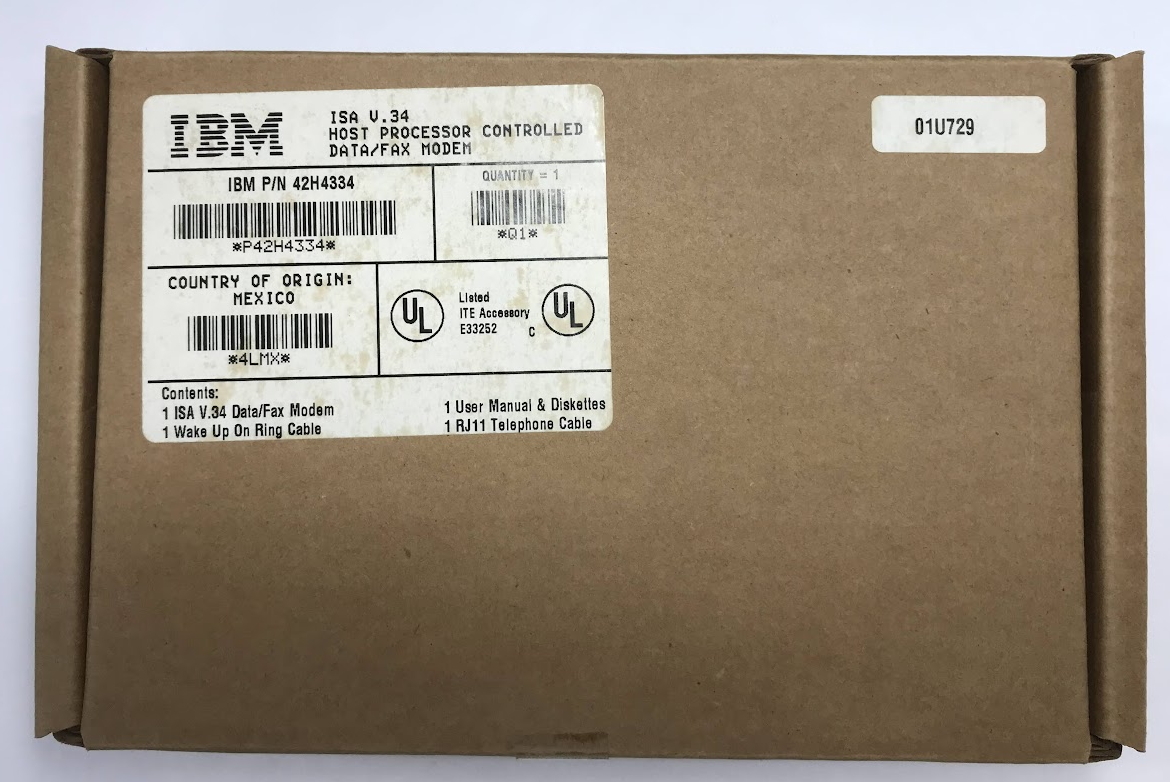 IBM
ISA V.34
HOST PROCESSOR CONTROLLED
DATA/FAX MODEM
01U729
IBM P/N 42H4334
*P42H4334*
QUANTITY = 1
*Q1*
COUNTRY OF ORIGIN:
MEXICO
*4LMX*
UL
Listed
ITE Accessory
E33252
C UL
Contents:
1 ISA V.34 Data/Fax Modem
1 Wake Up On Ring Cable
1 User Manual & Diskettes
1 RJ11 Telephone Cable